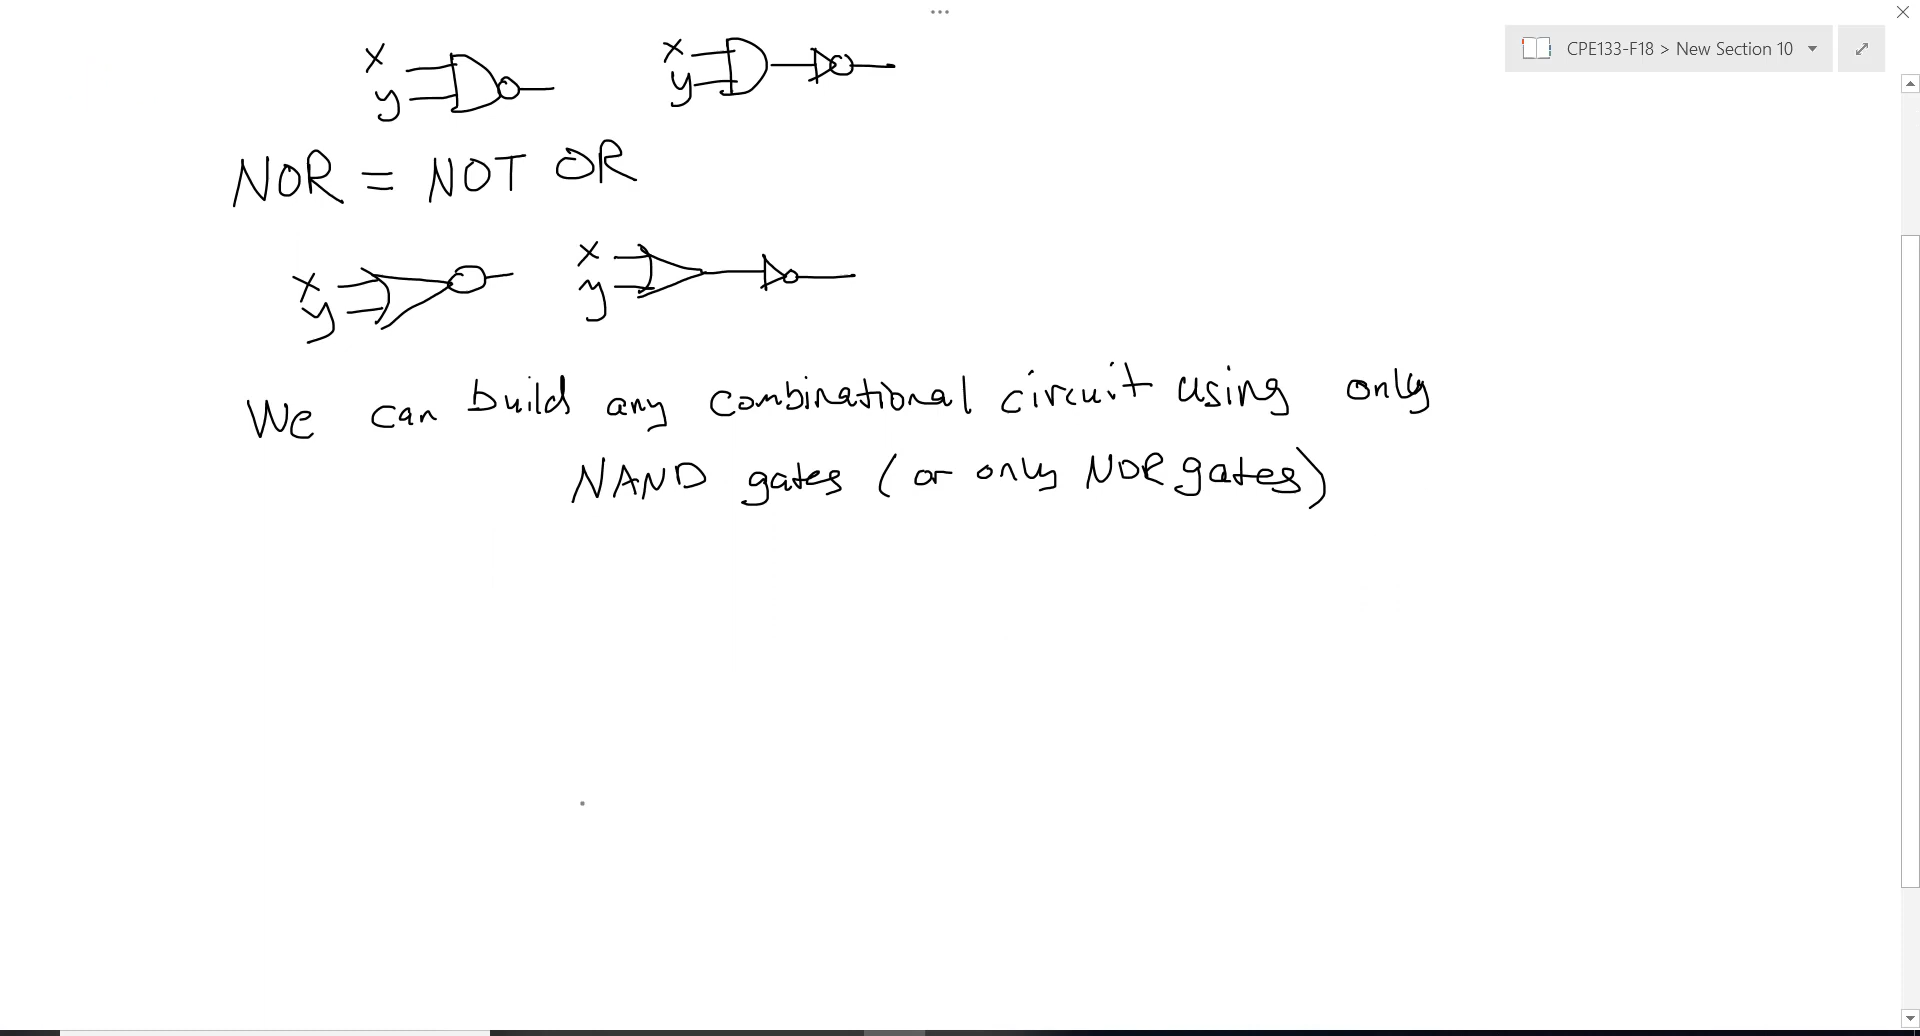 CPE133-F18 > New Section 10
x x
y y
NOR = NOT OR
x x
y y
We can build any combinational circuit using only
NAND gates (or only NOR gates)